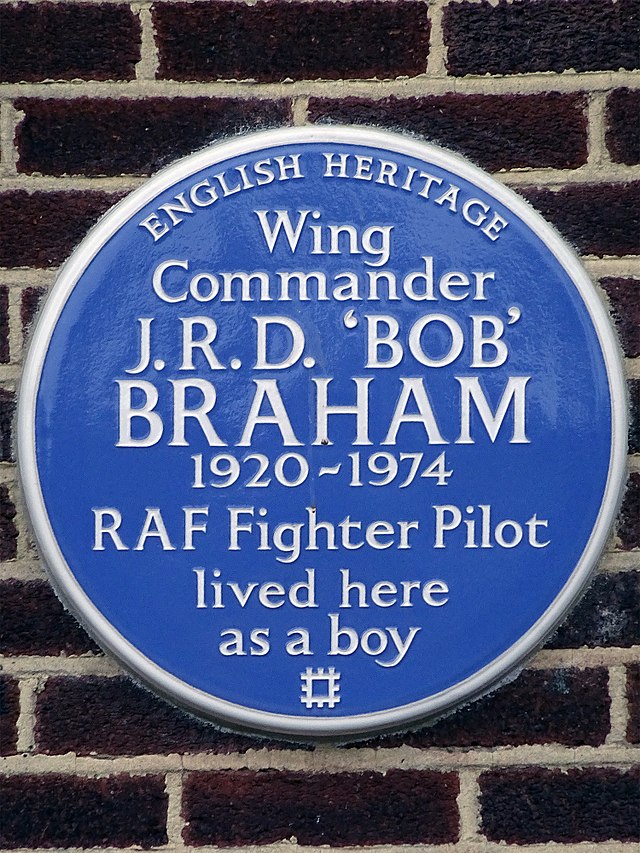 ENGLISH HERITAGE
Wing
Commander
J.R.D. ‘BOB’
BRAHAM
1920~1974
RAF Fighter Pilot
lived here
as a boy